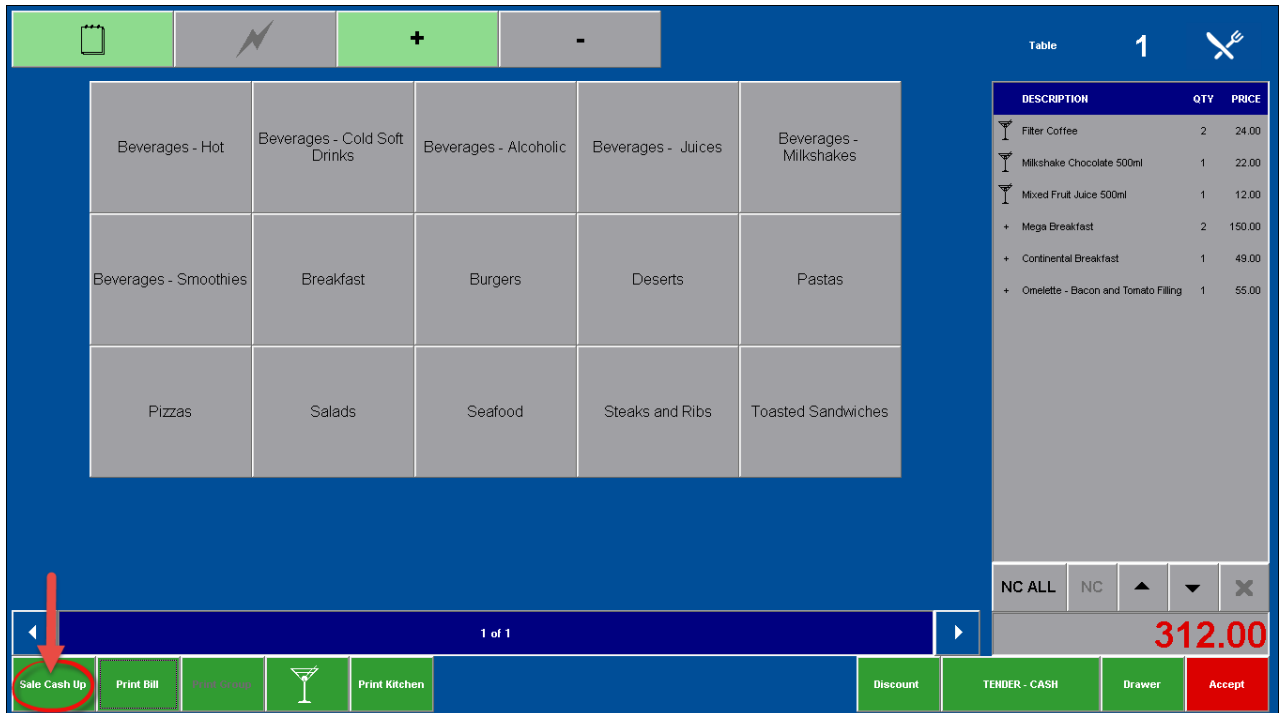 +
-
Table
1
DESCRIPTION QTY PRICE
Filter Coffee 2 24.00
Milkshake Chocolate 500ml 1 22.00
Mixed Fruit Juice 500ml 1 12.00
+ Mega Breakfast 2 150.00
+ Continental Breakfast 1 49.00
+ Omelette - Bacon and Tomato Filling 1 55.00
Beverages - Hot
Beverages - Cold Soft
Drinks
Beverages - Alcoholic
Beverages - Juices
Beverages -
Milkshakes
Beverages - Smoothies
Breakfast
Burgers
Deserts
Pastas
Pizzas
Salads
Seafood
Steaks and Ribs
Toasted Sandwiches
NC ALL
NC
1 of 1
312.00
Sale Cash Up
Print Bill
Print Kitchen
Discount
TENDER - CASH
Drawer
Accept